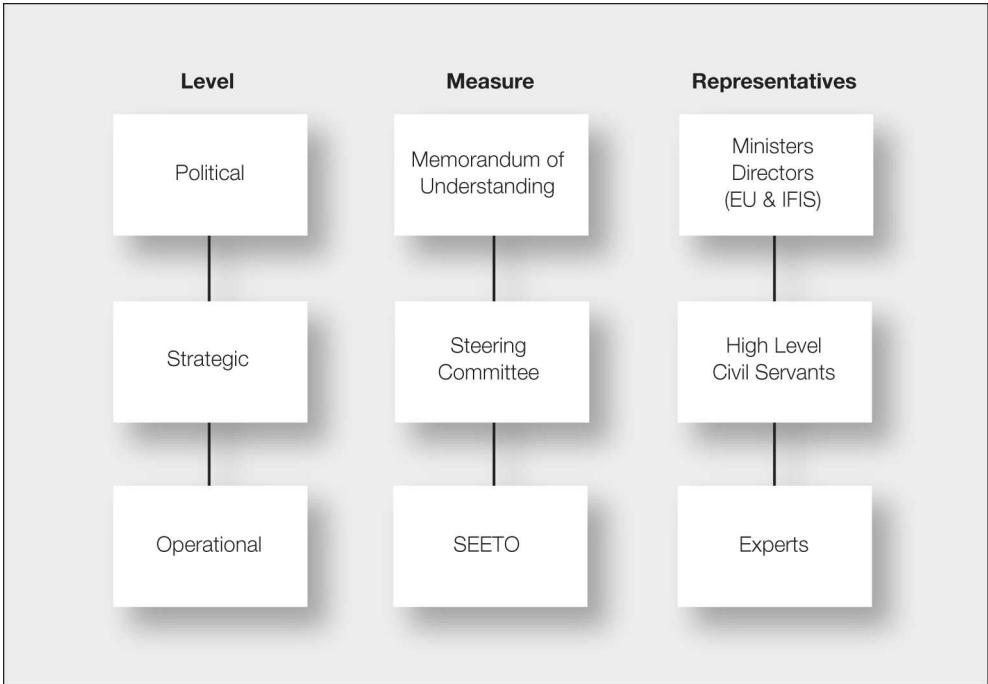 Level
Measure
Representatives
Political
Memorandum of
Understanding
Ministers
Directors
(EU & IFIS)
Strategic
Steering
Committee
High Level
Civil Servants
Operational
SEETO
Experts